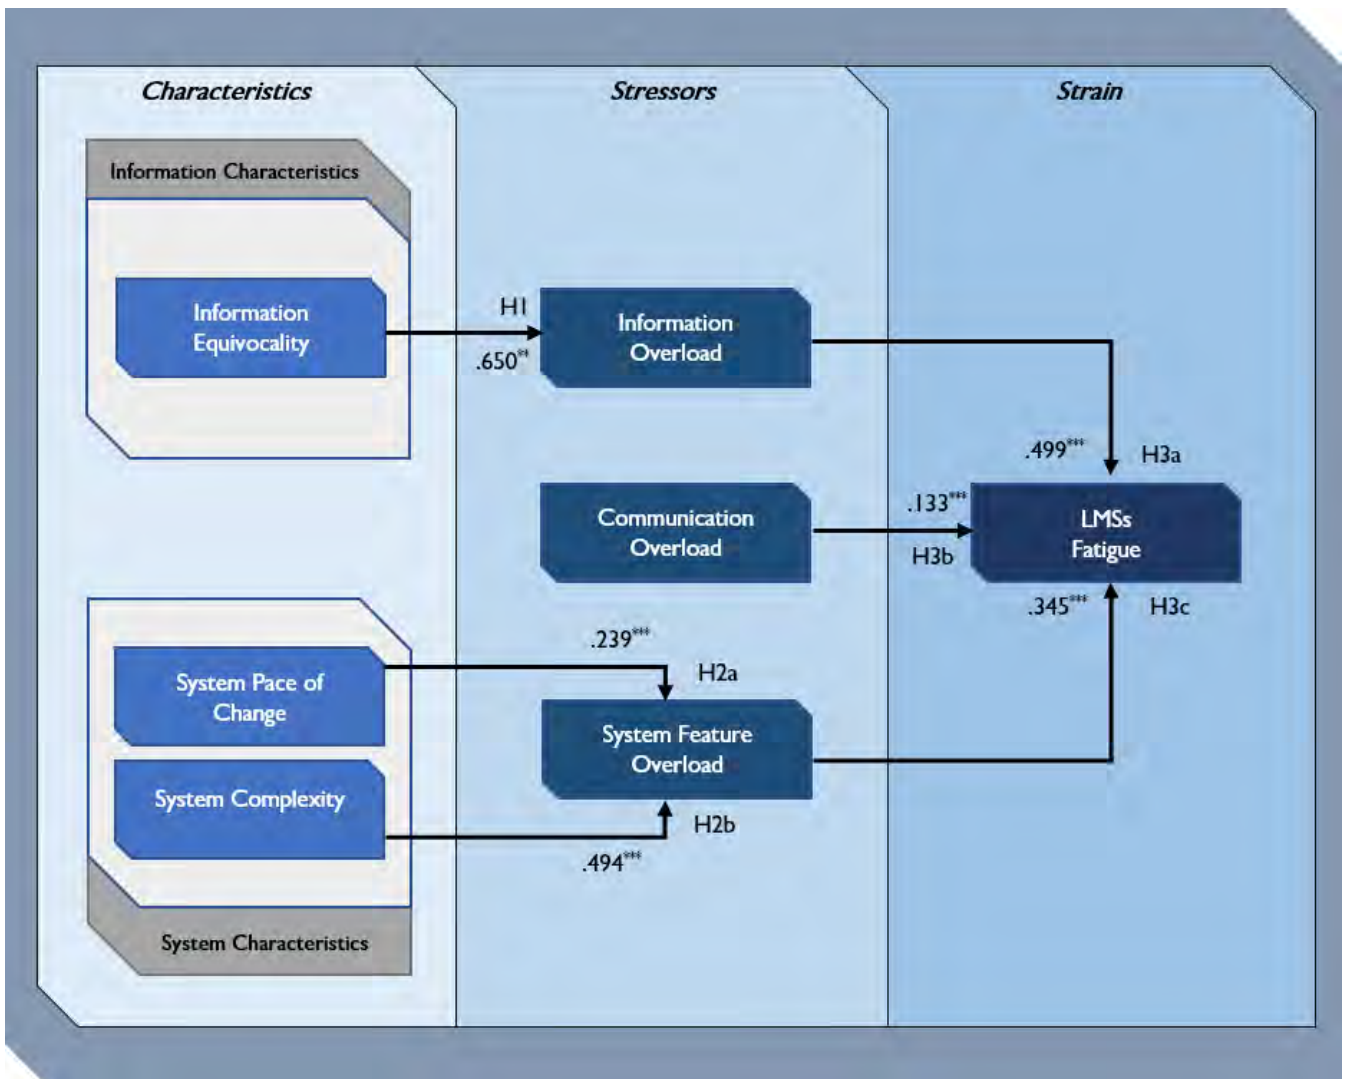 Characteristics
Stressors
Strain
Information Characteristics
Information
Equivocality
H1
.650**
Information
Overload
.499***
H3a
Communication
Overload
.133***
H3b
LMSs
Fatigue
.345***
H3c
System Pace of
Change
.239***
H2a
System Feature
Overload
System Complexity
H2b
.494***
System Characteristics